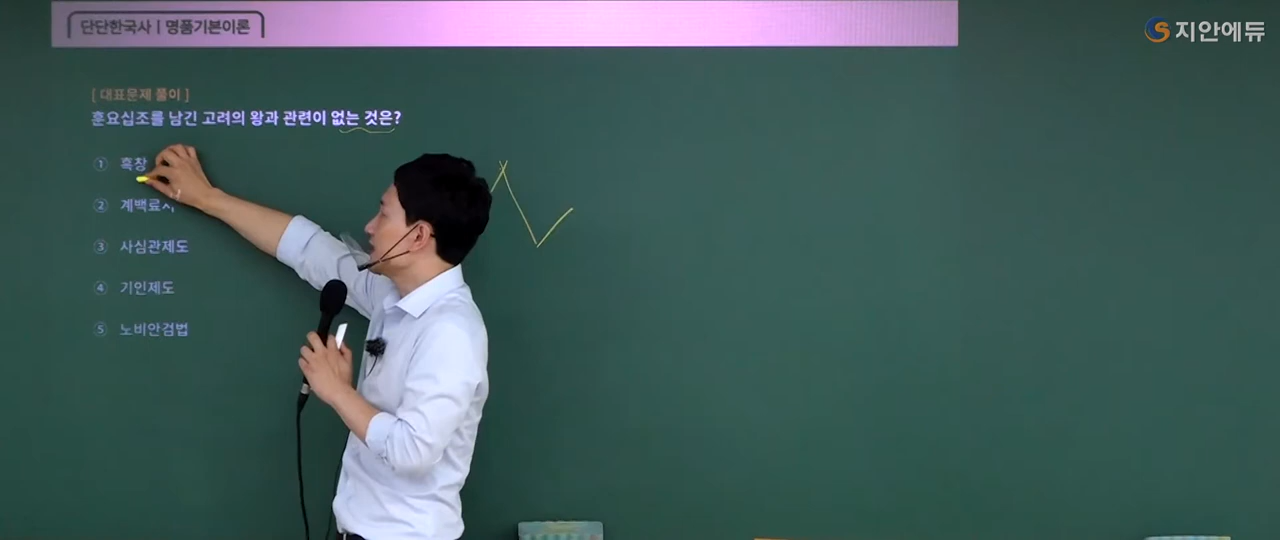 단단한국사 | 명품기본이론
지안에듀
[ 대표문제 풀이 ]
훈요십조를 남긴 고려의 왕과 관련이 없는 것은?
① 흑창
② 계백료서
③ 사심관제도
④ 기인제도
⑤ 노비안검법